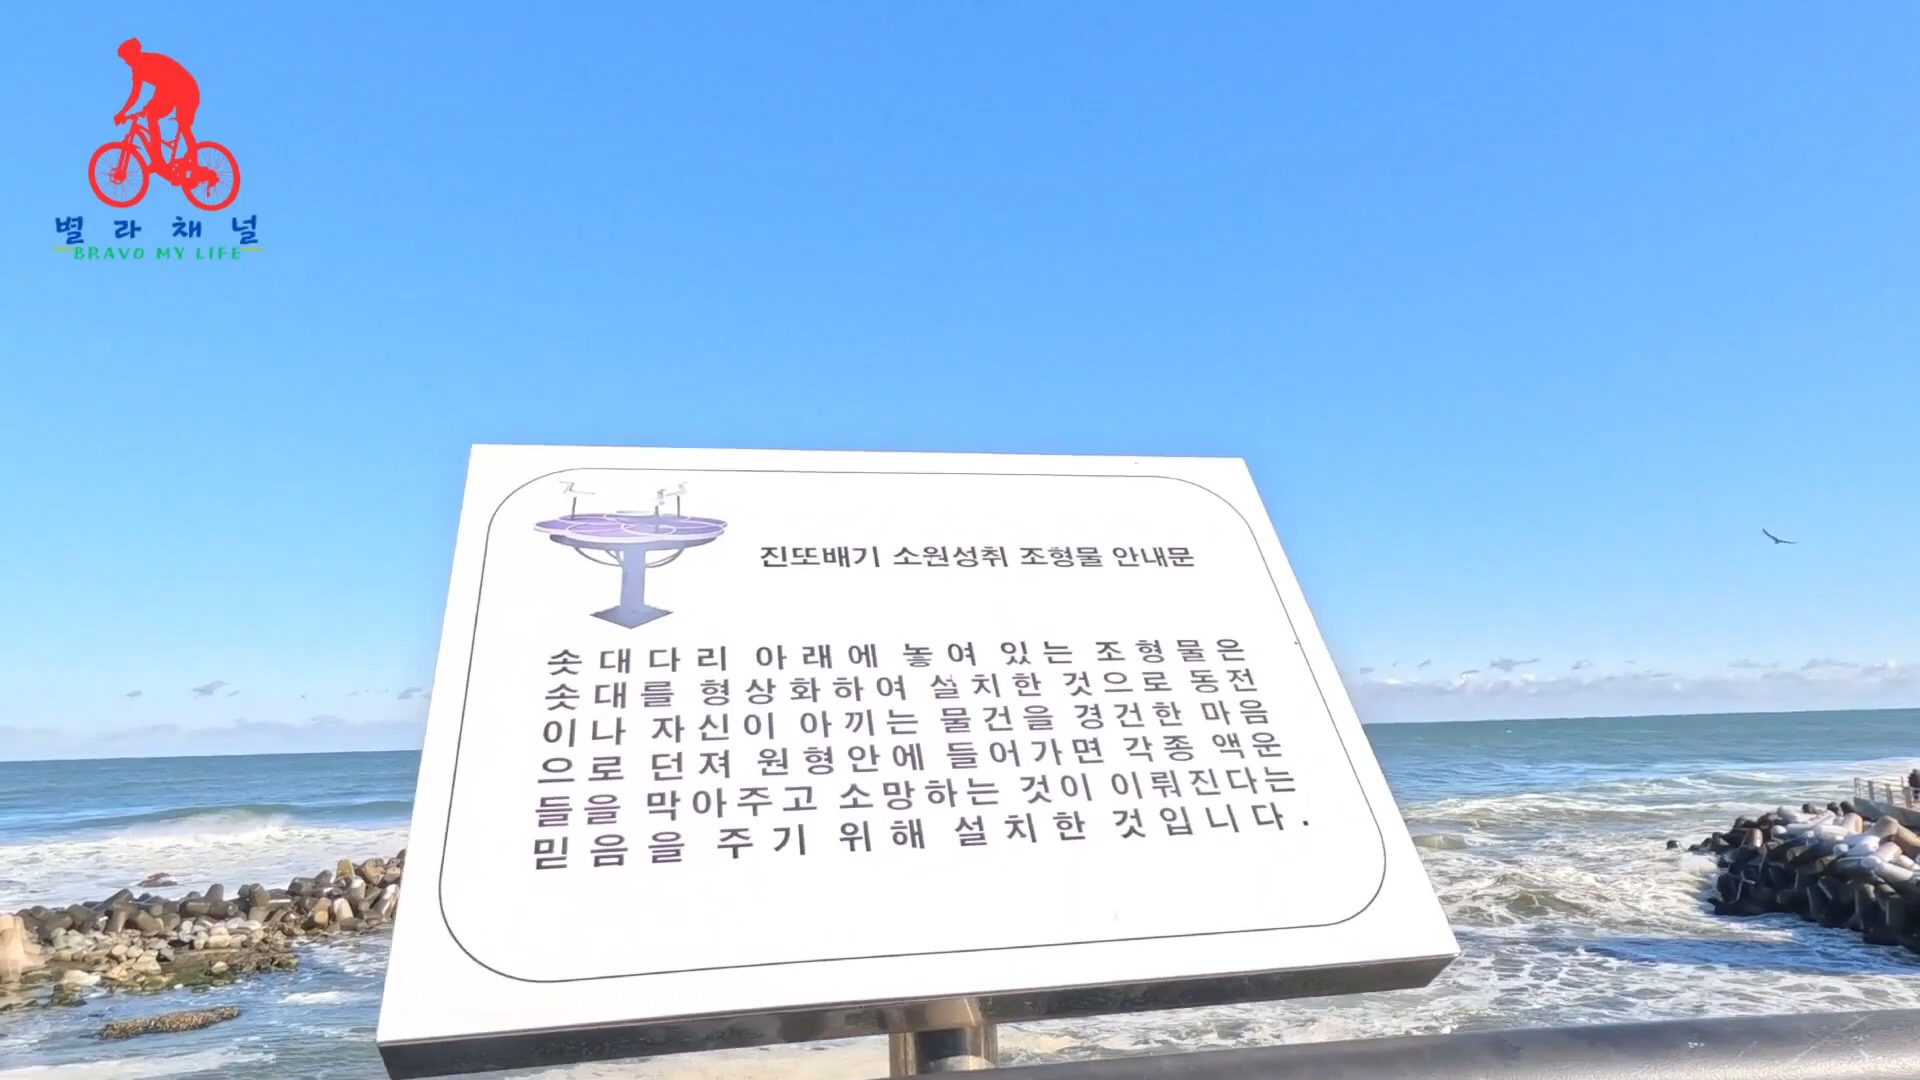 별라채널
BRAVO MY LIFE
진또배기 소원성취 조형물 안내문
솟대다리 아래에 놓여 있는 조형물은
솟대를 형상화하여 설치한 것으로 동전
이나 자신이 아끼는 물건을 경건한 마음
으로 던져 원형안에 들어가면 각종 액운
들을 막아주고 소망하는 것이 이뤄진다는
믿음을 주기 위해 설치한 것입니다.